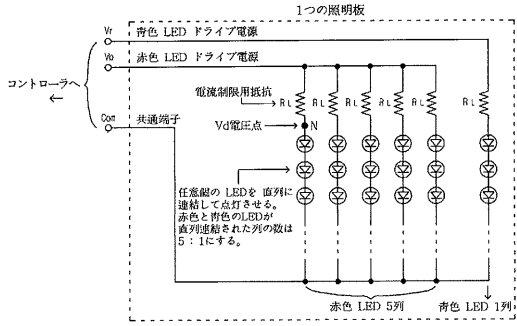 1つの照明板
Vr
青色 LED ドライブ電源
Vb
赤色 LED ドライブ電源
コントローラへ
電流制限用抵抗
RL
RL
RL
RL
RL
RL
Vd電圧点
N
Com
共通端子
任意個の LEDを 直列に
連結して点灯させる。
赤色と青色のLEDが
直列連結された列の数は
5:1にする。
赤色 LED 5列
青色 LED 1列